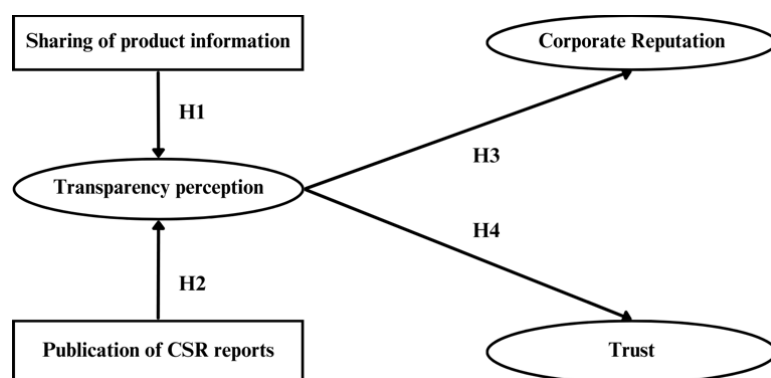 Sharing of product information
Corporate Reputation
H1
H3
Transparency perception
H4
H2
Publication of CSR reports
Trust